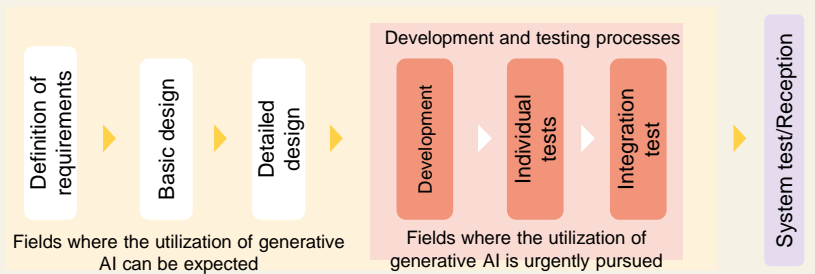 Development and testing processes
Definition of
requirements
Basic design
Detailed
design
Development
Individual
tests
Integration
test
System test/Reception
Fields where the utilization of generative
AI can be expected
Fields where the utilization of
generative AI is urgently pursued